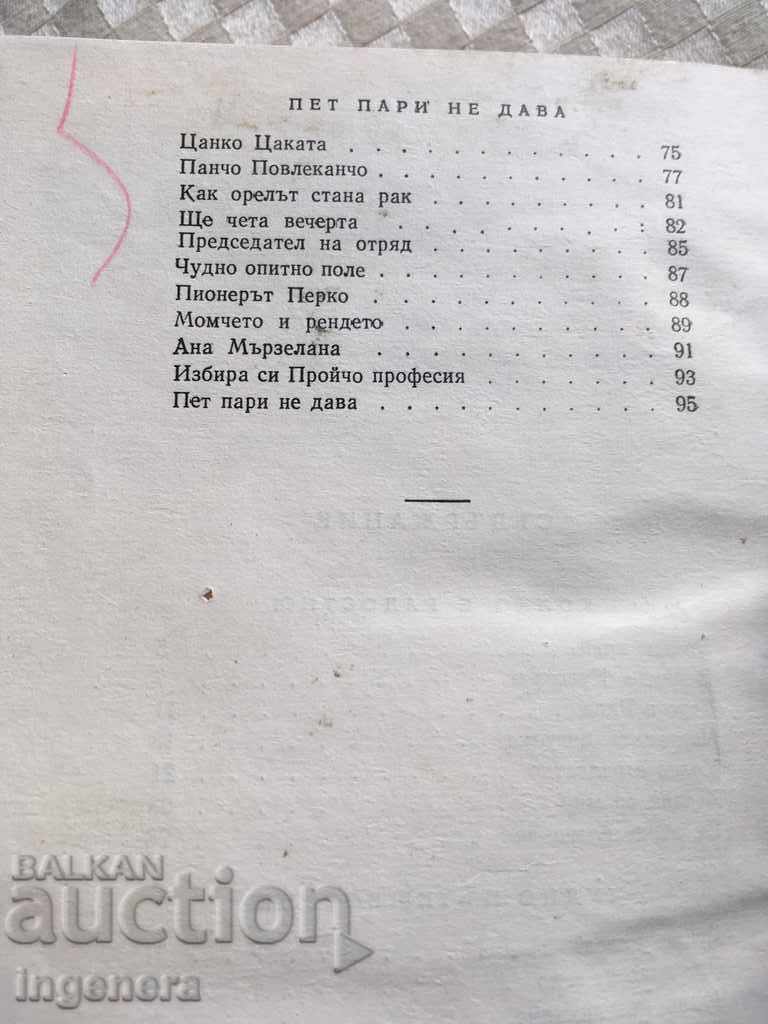 ПЕТ ПАРИ НЕ ДАВА
Цанко Цаката . . . . . . . . . . . . 75
Панчо Повлеканчо . . . . . . . . . . . 77
Как орелът стана рак . . . . . . . . . 81
Ще чета вечерта . . . . . . . . . . : 82
Председател на отряд . . . . . . . . . 85
Чудно опитно поле . . . . . . . . . . 87
Пионерът Перко . . . . . . . . . . . 88
Момчето и рендето . . . . . . . . . . 89
Ана Мързелана . . . . . . . . . . . 91
Избира си Пройчо професия . . . . . . . 93
Пет пари не дава . . . . . . . . . . . 95
СЪДЪРЖАНИЕ
BALKAN
auction
ingenera